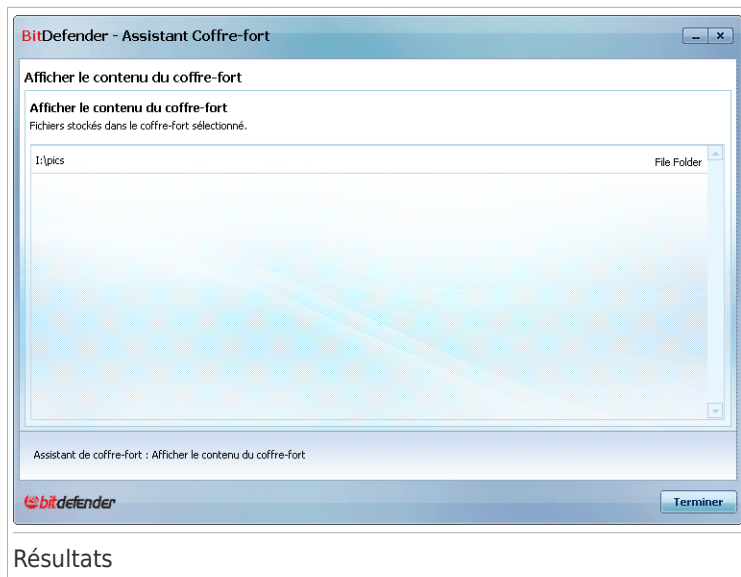 BitDefender - Assistant Coffre-fort
Afficher le contenu du coffre-fort
Afficher le contenu du coffre-fort
Fichiers stockés dans le coffre-fort sélectionné.
I:\pics File Folder
Assistant de coffre-fort : Afficher le contenu du coffre-fort
bitdefender Terminer
Résultats